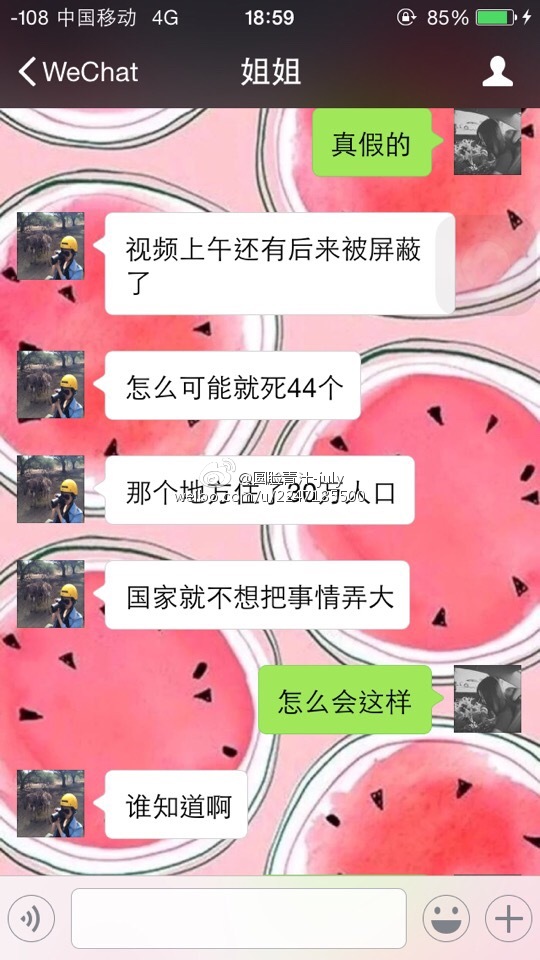 -108 中国移动 4G 18:59 85%
WeChat 姐姐
真假的
视频上午还有后来被屏蔽
了
怎么可能就死44个
@圆脸青汁-july
那个地方住了30万人口
weibo.com/u/2247135500
国家就不想把事情弄大
怎么会这样
谁知道啊